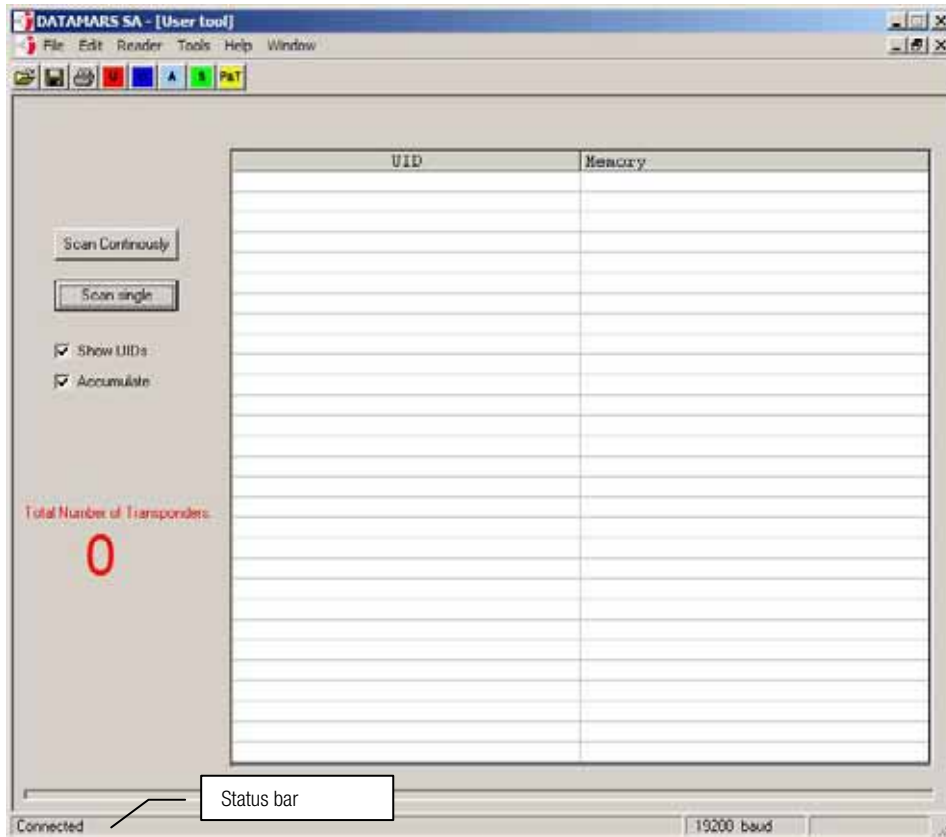 DATAMARS SA - [User tool]
File Edit Reader Tools Help Window
U A S P&T
UID Memory
Scan Continously
Scan single
Show UIDs
Accumulate
Total Number of Transponders
0
Status bar
Connected 19200 baud